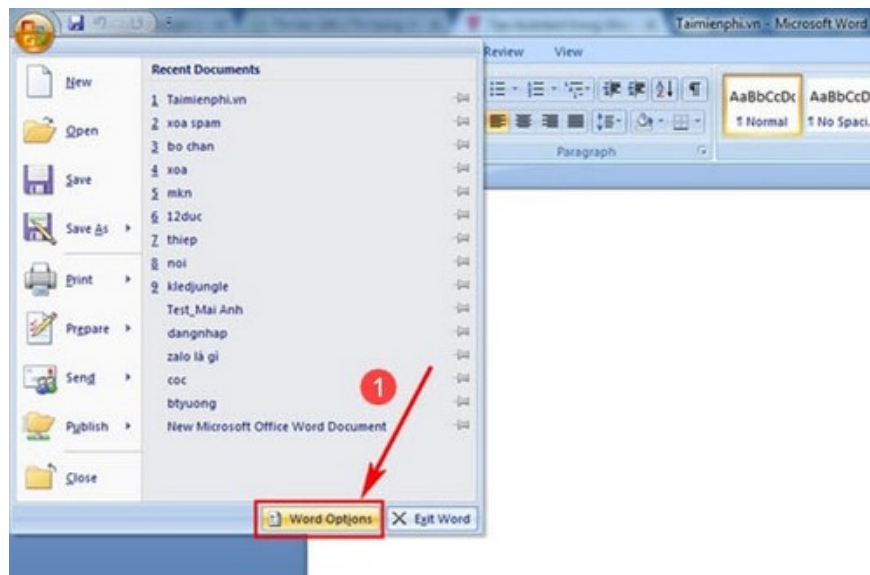 Taimienphi.vn - Microsoft Word
Review View
New
Open
Save
Save As
Print
Prepare
Send
Publish
Close
Recent Documents
1 Taimienphi.vn
2 xoa spam
3 bo chan
4 xoa
5 mkn
6 12duc
7 thiep
8 noi
9 kledjungle
Test_Mai Anh
dangnhap
zalo là gì
coc
btyuong
New Microsoft Office Word Document
1
Word Options
Exit Word
AaBbCcDc AaBbCcD
¶ Normal ¶ No Spaci.
Paragraph